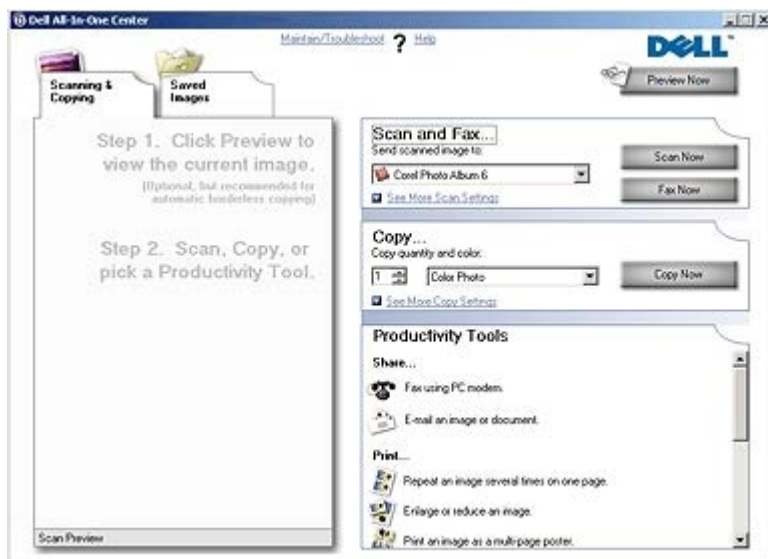 Dell All-In-One Center
Maintain/Troubleshoot ? Help
DELL™
Scanning &
Copying
Saved
Images
Preview Now
Step 1. Click Preview to
view the current image.
(Optional, but recommended for
automatic borderless copying)
Step 2. Scan, Copy, or
pick a Productivity Tool.
Scan Preview
Scan and Fax...
Send scanned image to:
Corel Photo Album 6
See More Scan Settings
Scan Now
Fax Now
Copy...
Copy quantity and color:
1 Color Photo
See More Copy Settings
Copy Now
Productivity Tools
Share...
Fax using PC modem.
E-mail an image or document.
Print...
Repeat an image several times on one page.
Enlarge or reduce an image.
Print an image as a multi-page poster.